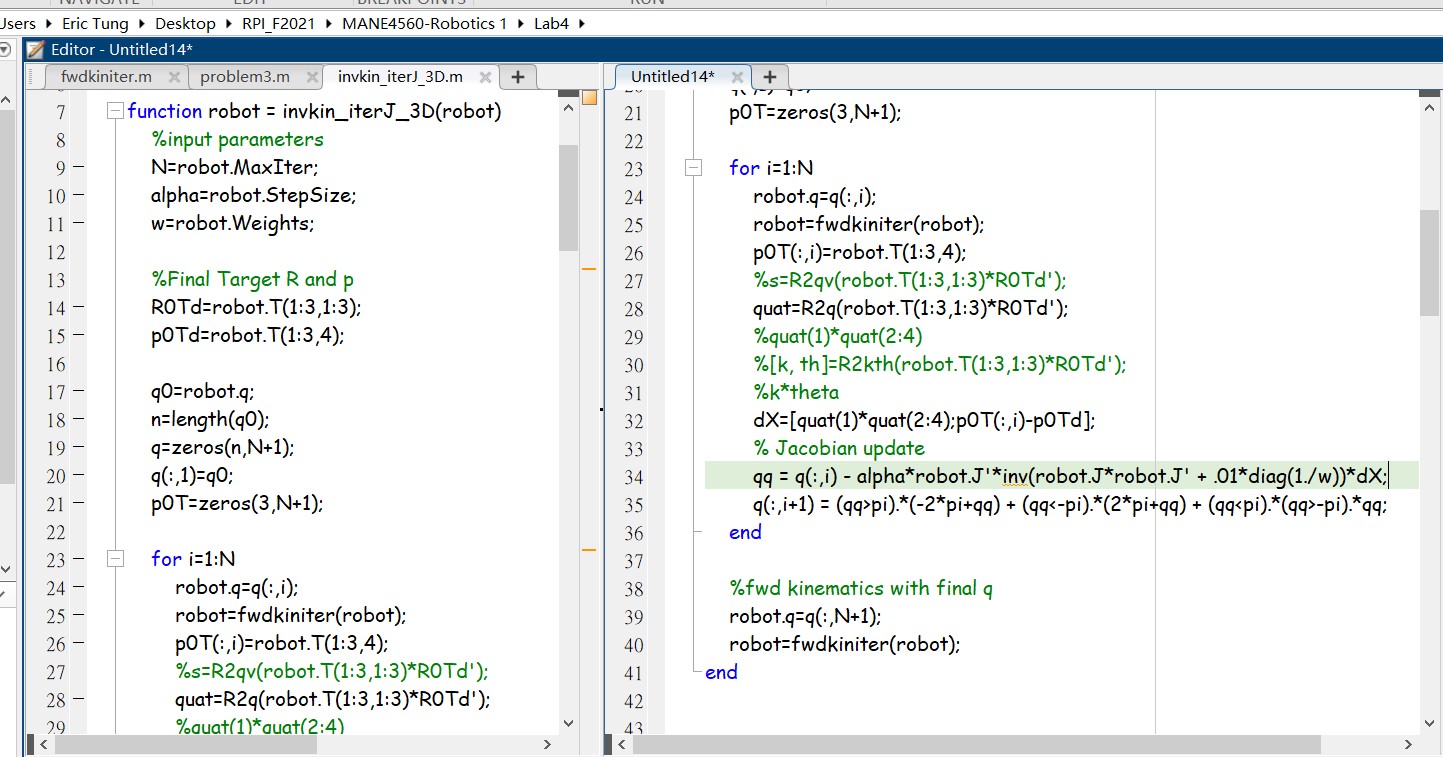 NAVIGATE EDIT BREAKPOINTS RUN
Users Eric Tung Desktop RPI_F2021 MANE4560-Robotics 1 Lab4
Editor - Untitled14*
fwdkiniter.m problem3.m invkin_iterJ_3D.m
7 function robot = invkin_iterJ_3D(robot)
8 %input parameters
9 N=robot.MaxIter;
10 alpha=robot.StepSize;
11 w=robot.Weights;
12
13 %Final Target R and p
14 R0Td=robot.T(1:3,1:3);
15 p0Td=robot.T(1:3,4);
16
17 q0=robot.q;
18 n=length(q0);
19 q=zeros(n,N+1);
20 q(:,1)=q0;
21 p0T=zeros(3,N+1);
22
23 for i=1:N
24 robot.q=q(:,i);
25 robot=fwdkiniter(robot);
26 p0T(:,i)=robot.T(1:3,4);
27 %s=R2qv(robot.T(1:3,1:3)*R0Td');
28 quat=R2q(robot.T(1:3,1:3)*R0Td');
29 %quat(1)*quat(2:4)
Untitled14*
20 q(:,1)=q0;
21 p0T=zeros(3,N+1);
22
23 for i=1:N
24 robot.q=q(:,i);
25 robot=fwdkiniter(robot);
26 p0T(:,i)=robot.T(1:3,4);
27 %s=R2qv(robot.T(1:3,1:3)*R0Td');
28 quat=R2q(robot.T(1:3,1:3)*R0Td');
29 %quat(1)*quat(2:4)
30 %[k, th]=R2kth(robot.T(1:3,1:3)*R0Td');
31 %k*theta
32 dX=[quat(1)*quat(2:4);p0T(:,i)-p0Td];
33 % Jacobian update
34 qq = q(:,i) - alpha*robot.J'*inv(robot.J*robot.J' + .01*diag(1./w))*dX;
35 q(:,i+1) = (qq>pi).*(-2*pi+qq) + (qq<-pi).*(2*pi+qq) + (qq<pi).*(qq>-pi).*qq;
36 end
37
38 %fwd kinematics with final q
39 robot.q=q(:,N+1);
40 robot=fwdkiniter(robot);
41 end
42
43